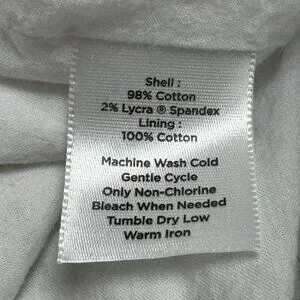 Shell :
98% Cotton
2% Lycra ® Spandex
Lining :
100% Cotton
Machine Wash Cold
Gentle Cycle
Only Non-Chlorine
Bleach When Needed
Tumble Dry Low
Warm Iron